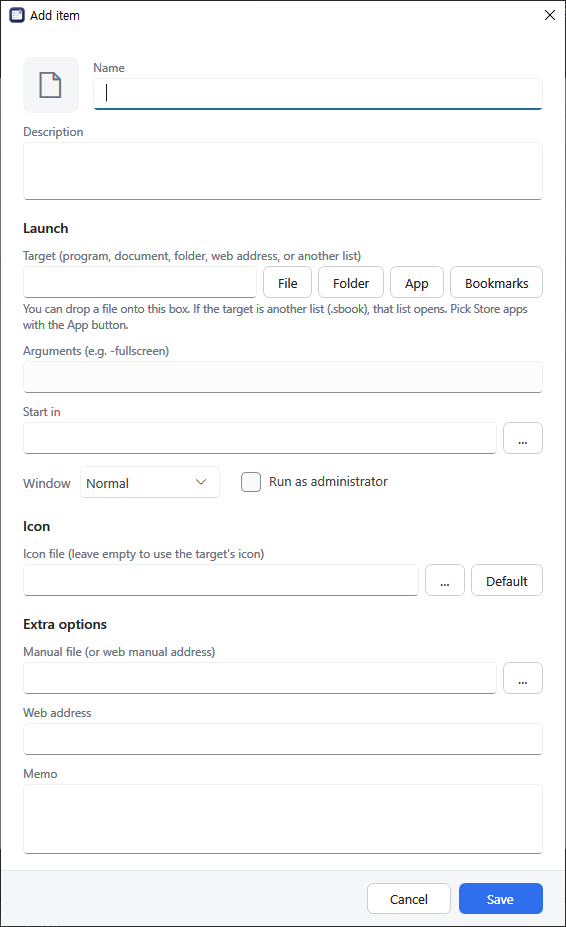 Add item
Name
Description
Launch
Target (program, document, folder, web address, or another list)
File
Folder
App
Bookmarks
You can drop a file onto this box. If the target is another list (.sbook), that list opens. Pick Store apps
with the App button.
Arguments (e.g. -fullscreen)
Start in
...
Window
Normal
Run as administrator
Icon
Icon file (leave empty to use the target's icon)
...
Default
Extra options
Manual file (or web manual address)
...
Web address
Memo
Cancel
Save